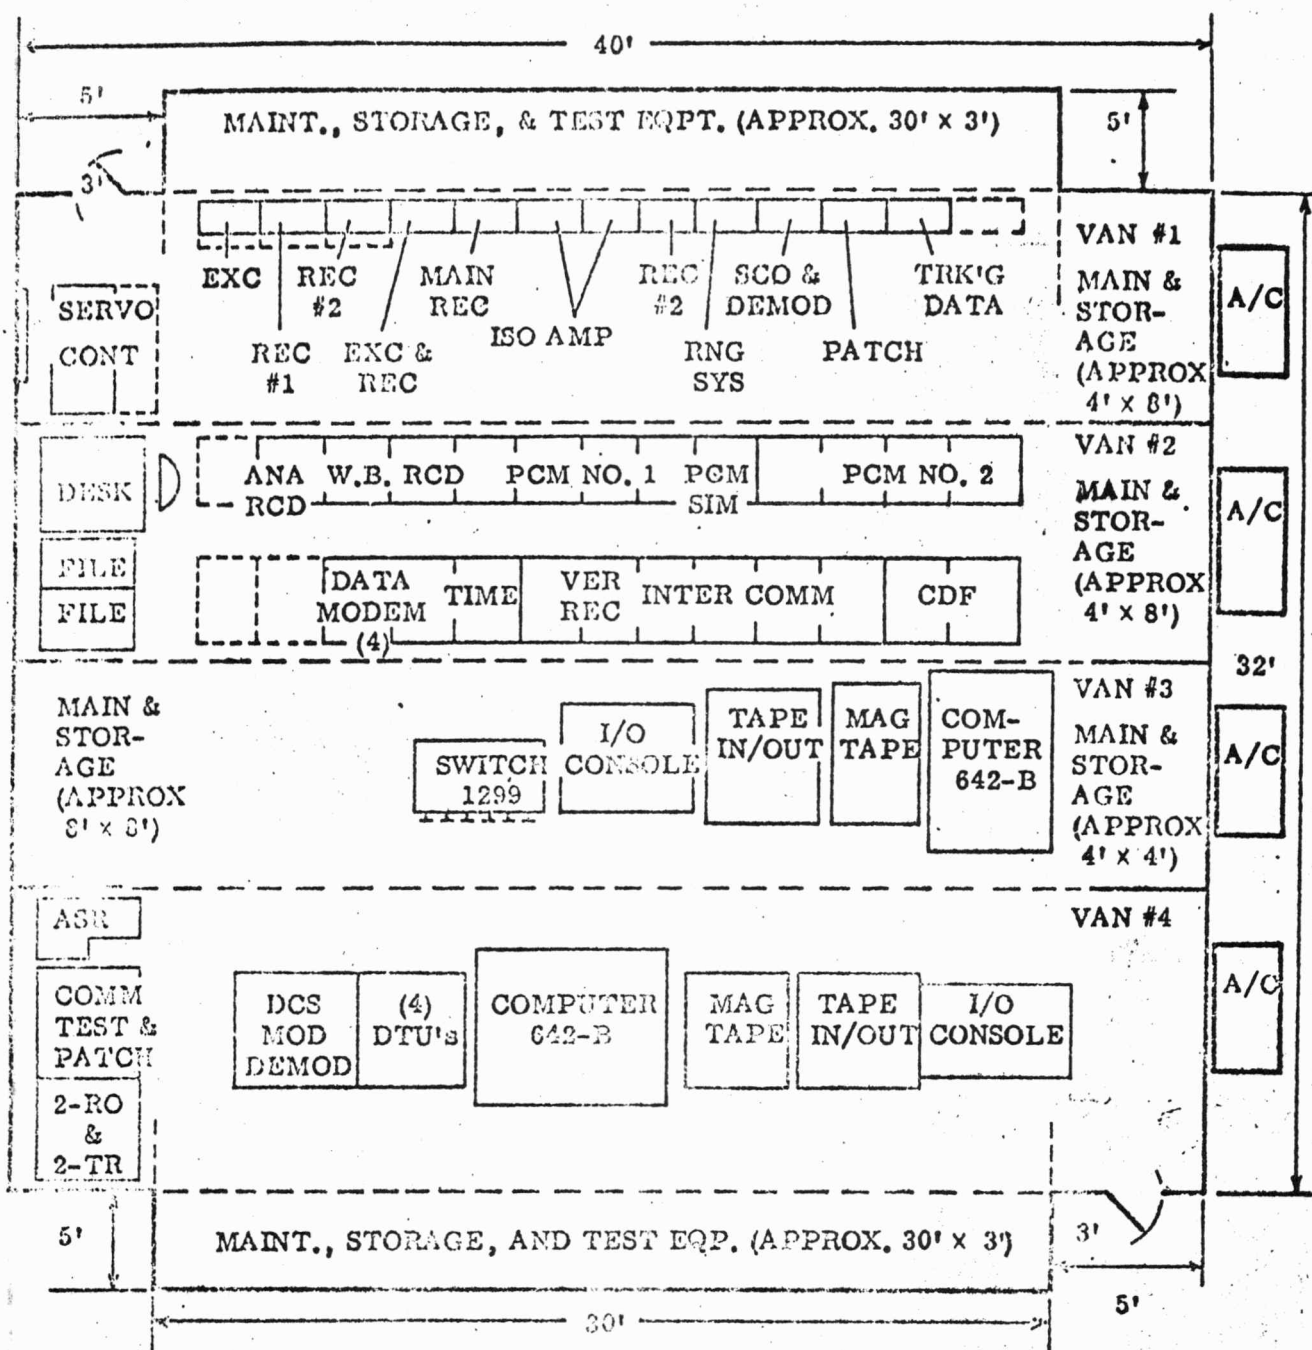 40'
5'
MAINT., STORAGE, & TEST EQPT. (APPROX. 30' × 3')
5'
3'
EXC
REC
#2
MAIN
REC
REC
#2
SCO &
DEMOD
TRK'G
DATA
ISO AMP
REC
#1
EXC &
REC
RNG
SYS
PATCH
SERVO
CONT
VAN #1
MAIN &
STOR-
AGE
(APPROX
4' × 8')
A/C
DESK
FILE
FILE
ANA
RCD
W.B. RCD
PCM NO. 1
PCM
SIM
PCM NO. 2
DATA
MODEM
(4)
TIME
VER
REC
INTER COMM
CDF
VAN #2
MAIN &
STOR-
AGE
(APPROX
4' × 8')
A/C
32'
MAIN &
STOR-
AGE
(APPROX
8' × 8')
SWITCH
1299
I/O
CONSOLE
TAPE
IN/OUT
MAG
TAPE
COM-
PUTER
642-B
VAN #3
MAIN &
STOR-
AGE
(APPROX
4' × 4')
A/C
ASR
COMM
TEST &
PATCH
2-RO
&
2-TR
DCS
MOD
DEMOD
(4)
DTU's
COMPUTER
642-B
MAG
TAPE
TAPE
IN/OUT
I/O
CONSOLE
VAN #4
A/C
5'
MAINT., STORAGE, AND TEST EQP. (APPROX. 30' × 3')
3'
5'
30'